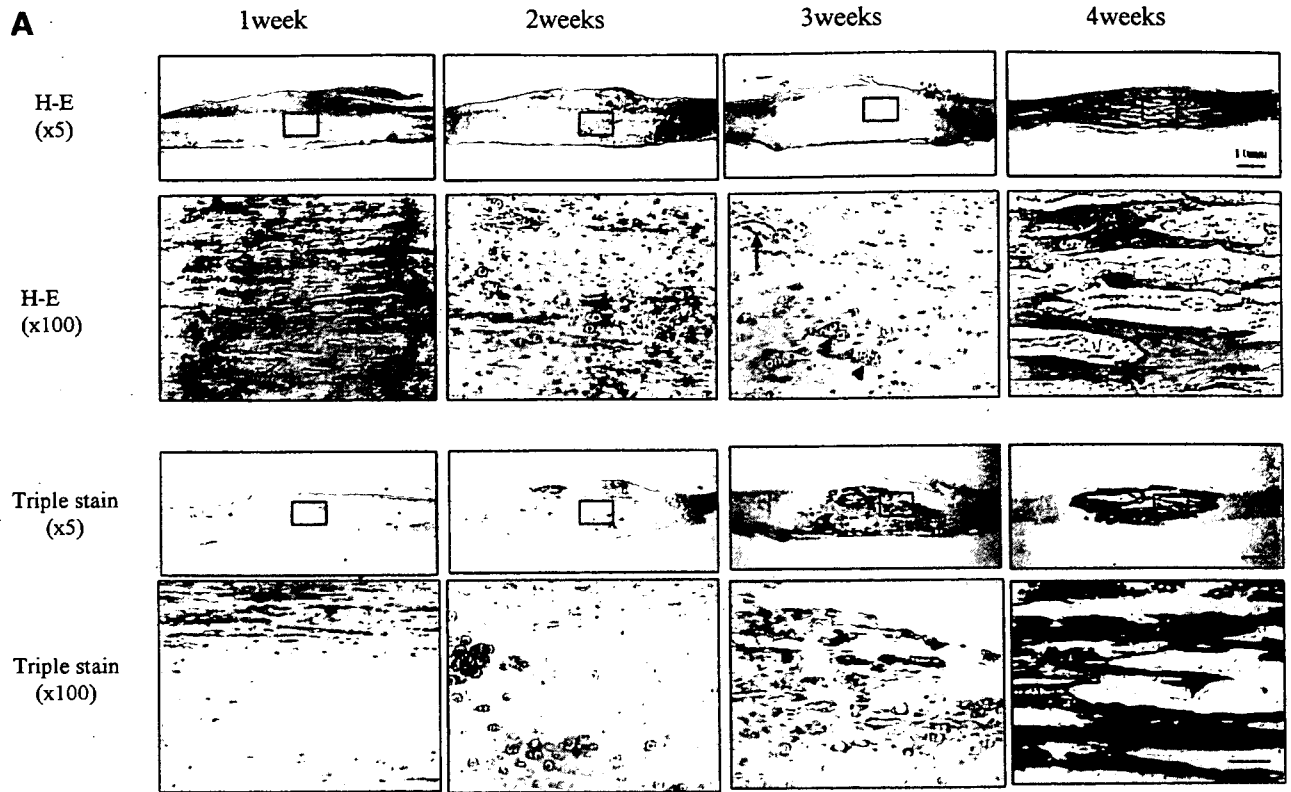 A
1week 2weeks 3weeks 4weeks
H-E
(x5)
H-E
(x100)
Triple stain
(x5)
Triple stain
(x100)